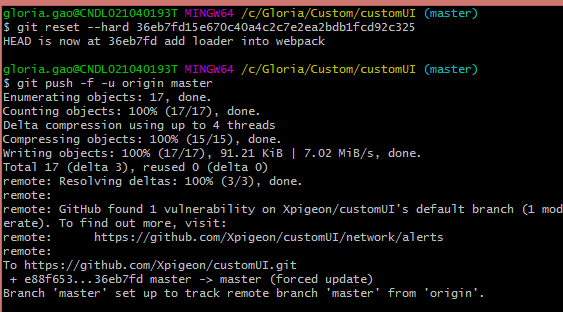 gloria.gao@CNDL021040193T MINGW64 /c/Gloria/Custom/customUI (master)
$ git reset --hard 36eb7fd15e670c40a4c2c7e2ea2bdb1fcd92c325
HEAD is now at 36eb7fd add loader into webpack
gloria.gao@CNDL021040193T MINGW64 /c/Gloria/Custom/customUI (master)
$ git push -f -u origin master
Enumerating objects: 17, done.
Counting objects: 100% (17/17), done.
Delta compression using up to 4 threads
Compressing objects: 100% (15/15), done.
Writing objects: 100% (17/17), 91.21 KiB | 7.02 MiB/s, done.
Total 17 (delta 3), reused 0 (delta 0)
remote: Resolving deltas: 100% (3/3), done.
remote:
remote: GitHub found 1 vulnerability on Xpigeon/customUI's default branch (1 mod
erate). To find out more, visit:
remote:      https://github.com/Xpigeon/customUI/network/alerts
remote:
To https://github.com/Xpigeon/customUI.git
 + e88f653...36eb7fd master -> master (forced update)
Branch 'master' set up to track remote branch 'master' from 'origin'.